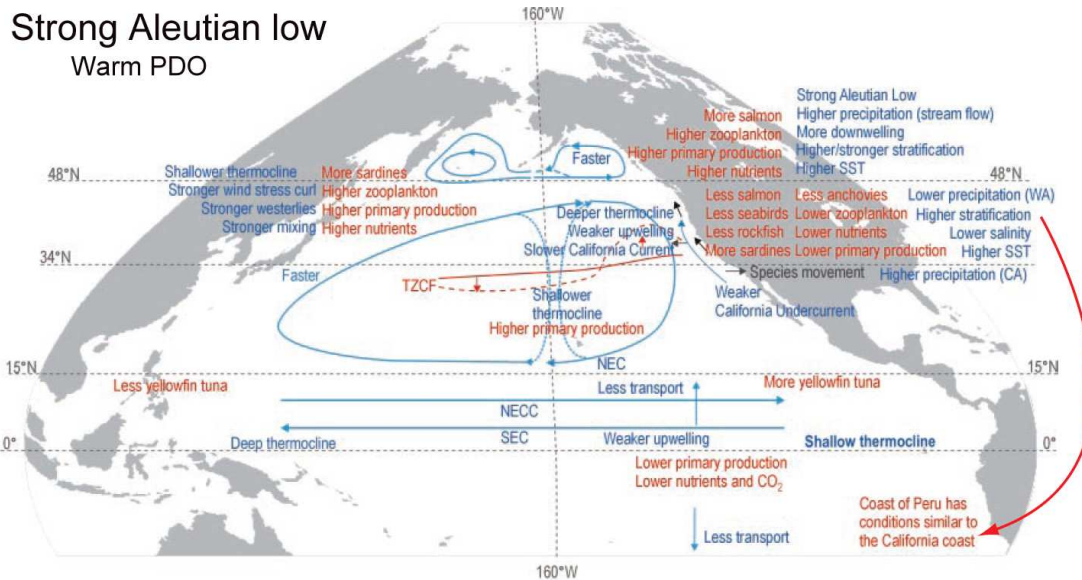 Strong Aleutian low
Warm PDO
160°W
Strong Aleutian Low
More salmon
Higher precipitation (stream flow)
Higher zooplankton
More downwelling
Higher primary production
Higher/stronger stratification
Higher nutrients
Higher SST
Faster
Shallower thermocline
More sardines
48°N
48°N
Stronger wind stress curl
Higher zooplankton
Stronger westerlies
Higher primary production
Stronger mixing
Higher nutrients
Less salmon
Less anchovies
Lower precipitation (WA)
Less seabirds
Lower zooplankton
Higher stratification
Less rockfish
Lower nutrients
Lower salinity
More sardines
Lower primary production
Higher SST
Deeper thermocline
Weaker upwelling
Slower California Current
34°N
34°N
Faster
TZCF
Species movement
Higher precipitation (CA)
Shallower
thermocline
Higher primary production
Weaker
California Undercurrent
NEC
15°N
15°N
Less yellowfin tuna
Less transport
More yellowfin tuna
NECC
SEC
Deep thermocline
Weaker upwelling
Shallow thermocline
0°
0°
Lower primary production
Lower nutrients and CO2
Coast of Peru has
conditions similar to
the California coast
Less transport
160°W